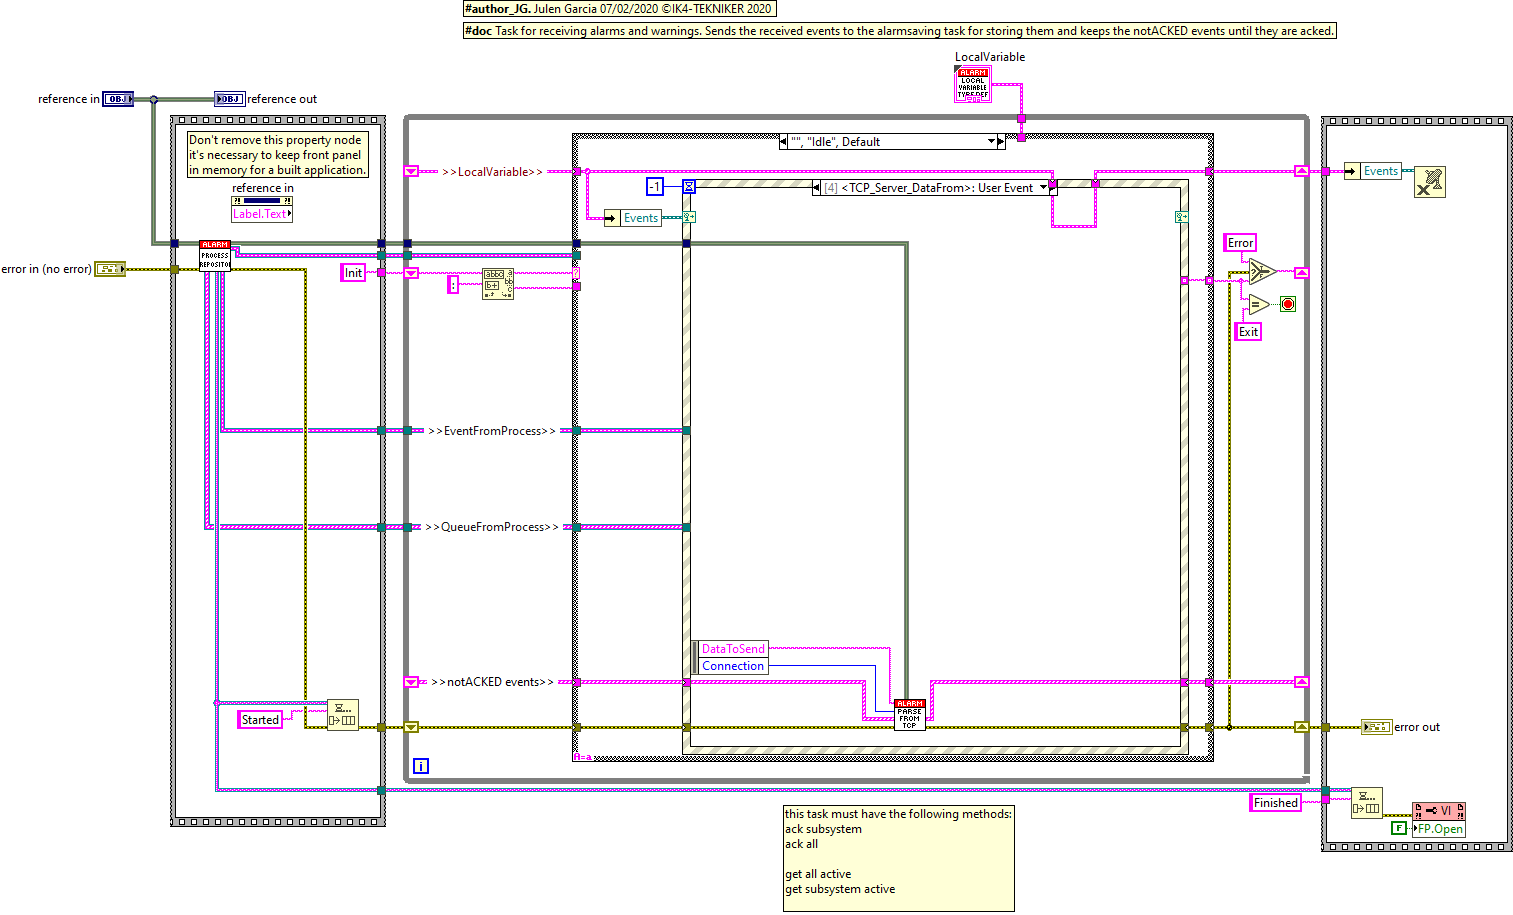 #author_JG. Julen Garcia 07/02/2020 ©IK4-TEKNIKER 2020
#doc Task for receiving alarms and warnings. Sends the received events to the alarmsaving task for storing them and keeps the notACKED events until they are acked.
LocalVariable
ALARM
LOCAL
VARIABLE
TYPE DEF
reference in
OBJ
OBJ
reference out
Don't remove this property node
it's necessary to keep front panel
in memory for a built application.
reference in
Label.Text
"", "Idle", Default
>>LocalVariable>>
Events
-1
[4] <TCP_Server_DataFrom>: User Event
Events
ALARM
PROCESS
REPOSITO
error in (no error)
Init
:
Error
Exit
>>EventFromProcess>>
>>QueueFromProcess>>
DataToSend
Connection
>>notACKED events>>
ALARM
PARSE
FROM
TCP
Started
error out
A=a
i
Finished
VI
F
FP.Open
this task must have the following methods:
ack subsystem
ack all
get all active
get subsystem active